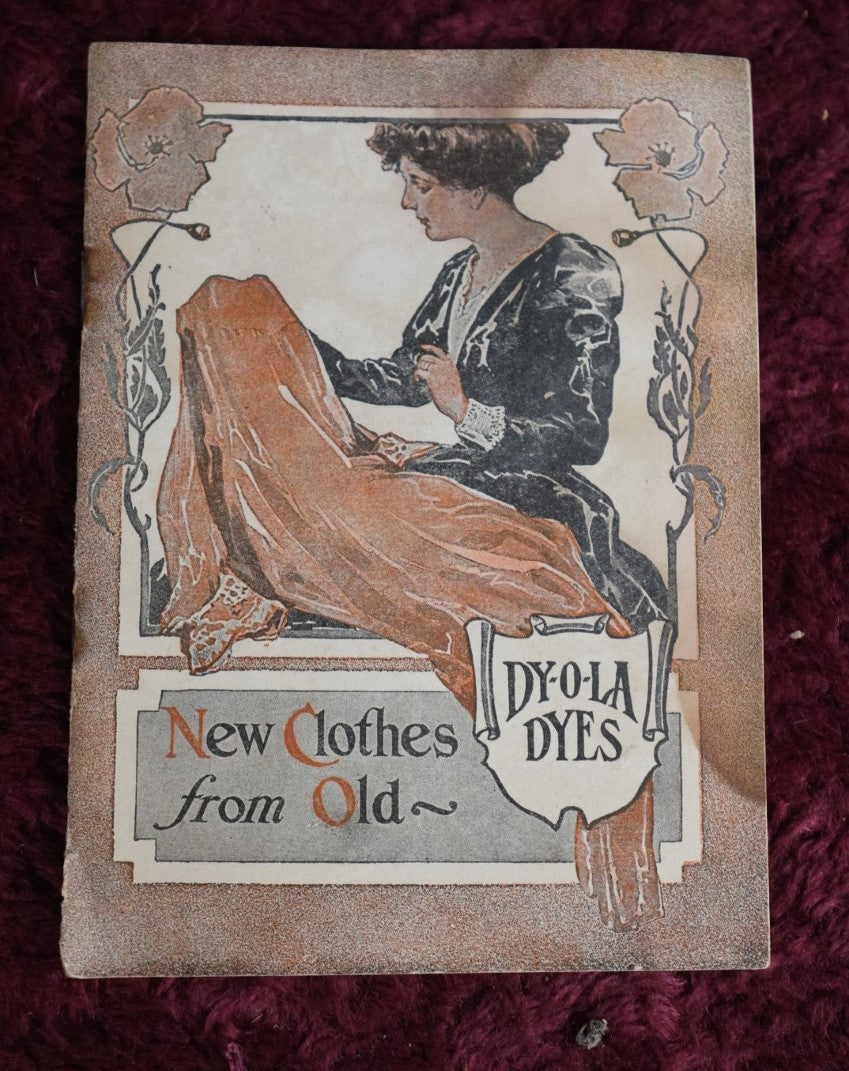 DY-O-LA
DYES
New Clothes
from Old~